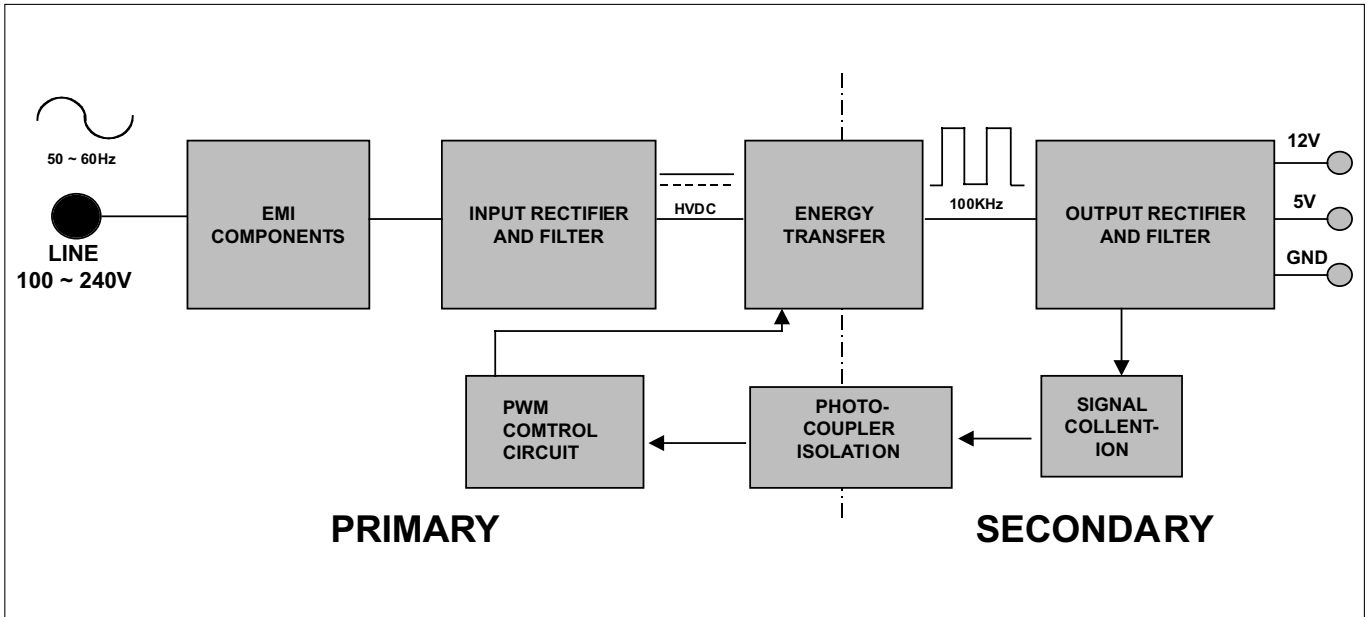 50 ~ 60Hz
LINE
100 ~ 240V
EMI
COMPONENTS
INPUT RECTIFIER
AND FILTER
HVDC
ENERGY
TRANSFER
100KHz
OUTPUT RECTIFIER
AND FILTER
12V
5V
GND
PWM
COMTROL
CIRCUIT
PHOTO-
COUPLER
ISOLATION
SIGNAL
COLLENT-
ION
PRIMARY
SECONDARY